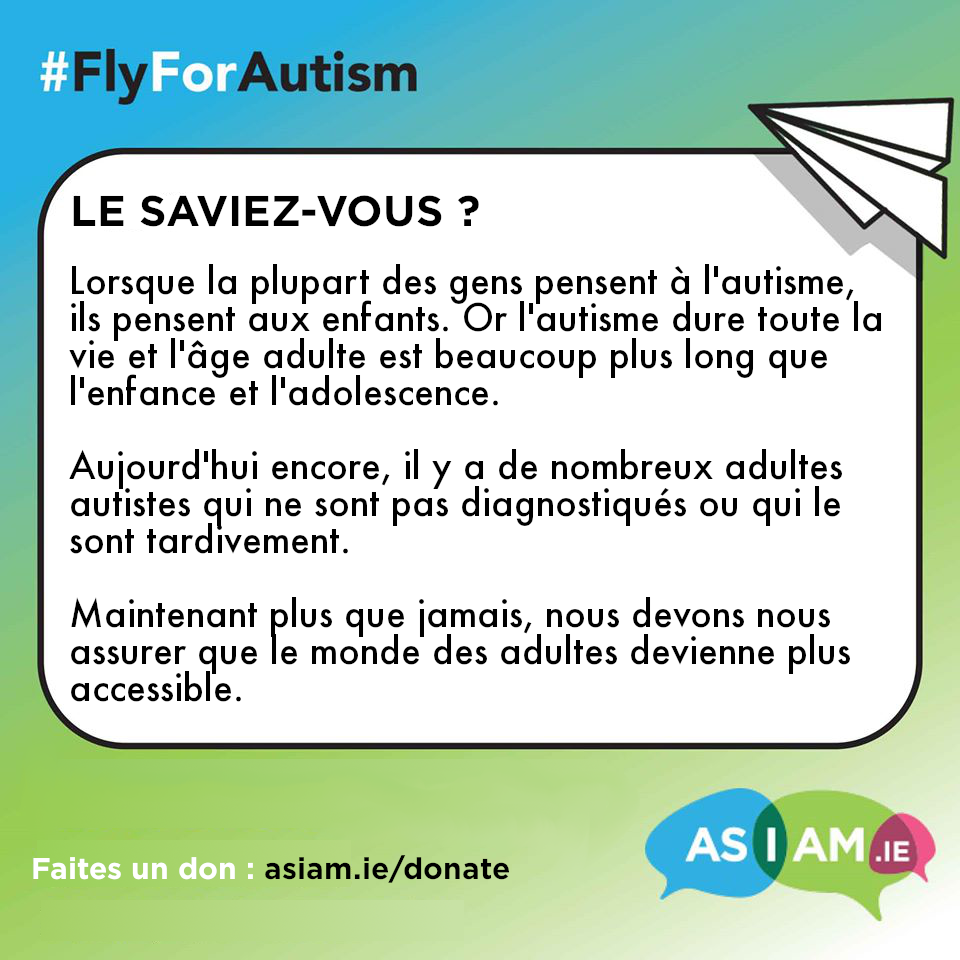 #FlyForAutism
LE SAVIEZ-VOUS ?
Lorsque la plupart des gens pensent à l'autisme,
ils pensent aux enfants. Or l'autisme dure toute la
vie et l'âge adulte est beaucoup plus long que
l'enfance et l'adolescence.
Aujourd'hui encore, il y a de nombreux adultes
autistes qui ne sont pas diagnostiqués ou qui le
sont tardivement.
Maintenant plus que jamais, nous devons nous
assurer que le monde des adultes devienne plus
accessible.
AS I AM .IE
Faites un don : asiam.ie/donate